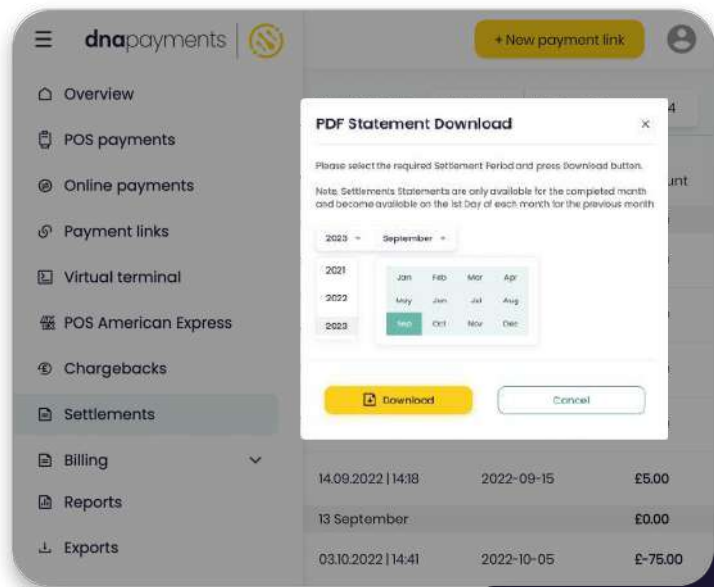 dnapayments
+ New payment link
Overview
POS payments
Online payments
Payment links
Virtual terminal
POS American Express
Chargebacks
Settlements
Billing
Reports
Exports
4
unt
PDF Statement Download
×
Please select the required Settlement Period and press Download button.
Note, Settlements Statements are only available for the completed month
and become available on the 1st Day of each month for the previous month
2023 September
2021
2022
2023
Jan Feb Mar Apr
May Jun Jul Aug
Sep Oct Nov Dec
Download
Cancel
14.09.2022 | 14:18 2022-09-15 £5.00
13 September £0.00
03.10.2022 | 14:41 2022-10-05 £-75.00